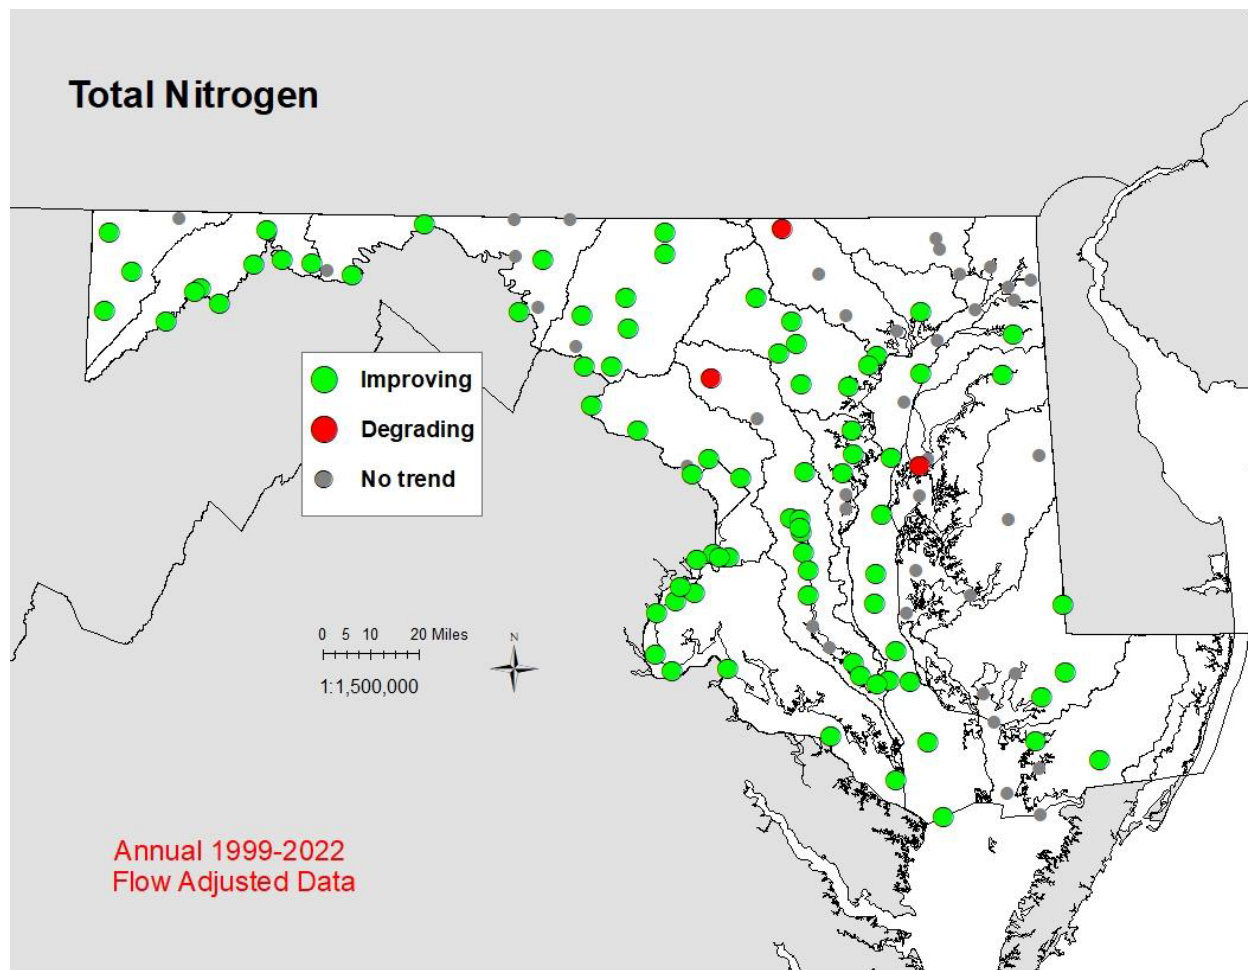 Total Nitrogen
Improving
Degrading
No trend
0 5 10 20 Miles
1:1,500,000
N
Annual 1999-2022
Flow Adjusted Data